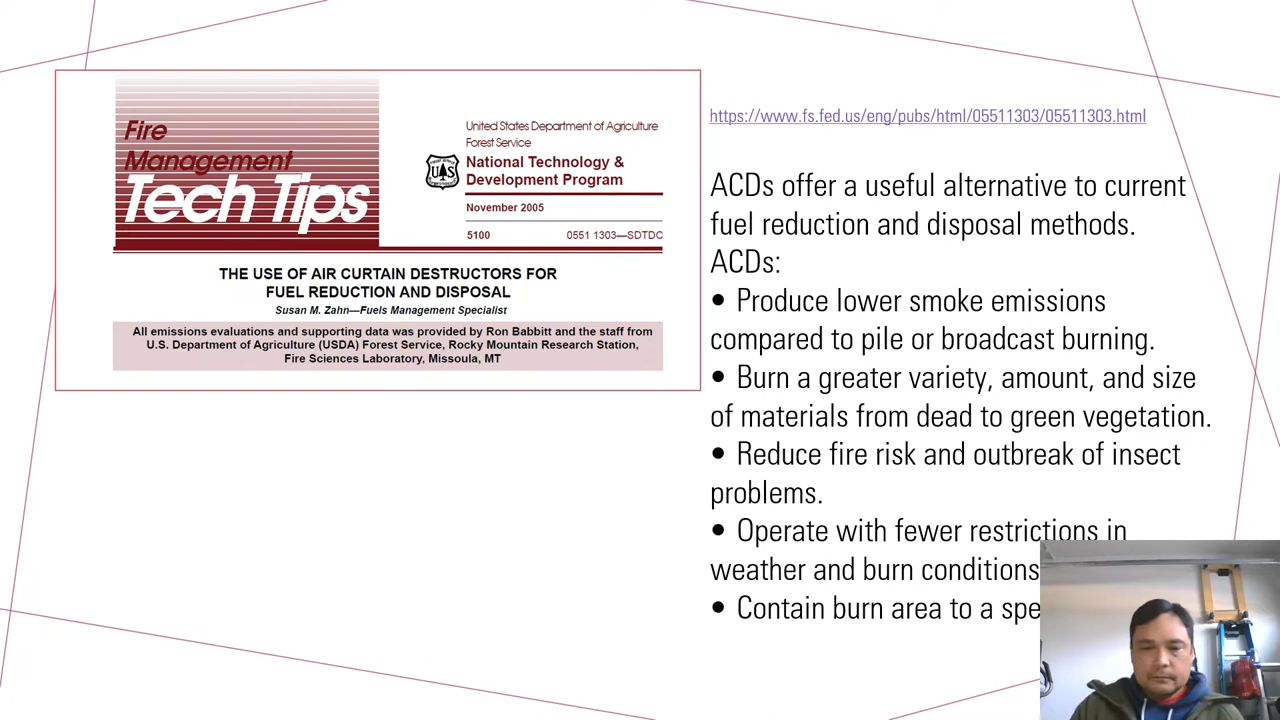 Fire
Management
Tech Tips
United States Department of Agriculture
Forest Service
National Technology &
Development Program
November 2005
5100 0551 1303—SDTDC
THE USE OF AIR CURTAIN DESTRUCTORS FOR
FUEL REDUCTION AND DISPOSAL
Susan M. Zahn—Fuels Management Specialist
All emissions evaluations and supporting data was provided by Ron Babbitt and the staff from
U.S. Department of Agriculture (USDA) Forest Service, Rocky Mountain Research Station,
Fire Sciences Laboratory, Missoula, MT
https://www.fs.fed.us/eng/pubs/html/05511303/05511303.html
ACDs offer a useful alternative to current
fuel reduction and disposal methods.
ACDs:
• Produce lower smoke emissions
compared to pile or broadcast burning.
• Burn a greater variety, amount, and size
of materials from dead to green vegetation.
• Reduce fire risk and outbreak of insect
problems.
• Operate with fewer restrictions in
weather and burn conditions
• Contain burn area to a spe